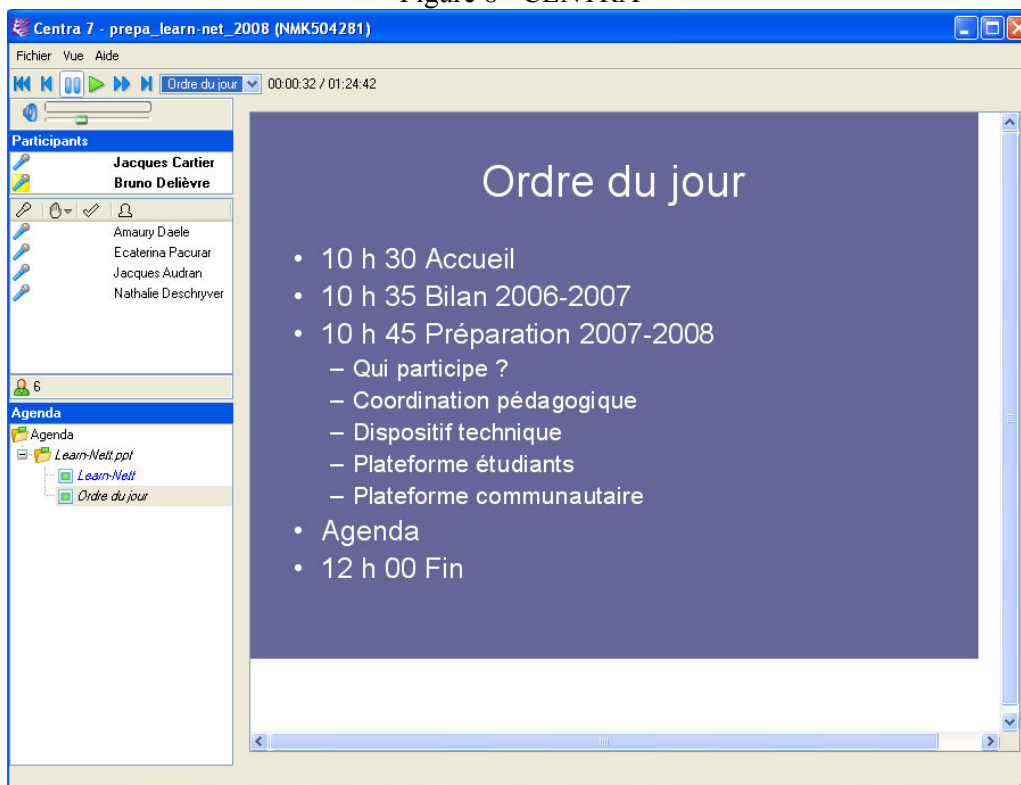 Figure 8 - CENTRA
Centra 7 - prepa_learn-net_2008 (NMK504281)
Fichier Vue Aide
Ordre du jour 00:00:32 / 01:24:42
Participants
Jacques Cartier
Bruno Delièvre
Amaury Daele
Ecaterina Pacurar
Jacques Audran
Nathalie Deschryver
6
Agenda
Agenda
Learn-Nett.ppt
Learn-Nett
Ordre du jour
Ordre du jour
• 10 h 30 Accueil
• 10 h 35 Bilan 2006-2007
• 10 h 45 Préparation 2007-2008
– Qui participe ?
– Coordination pédagogique
– Dispositif technique
– Plateforme étudiants
– Plateforme communautaire
• Agenda
• 12 h 00 Fin